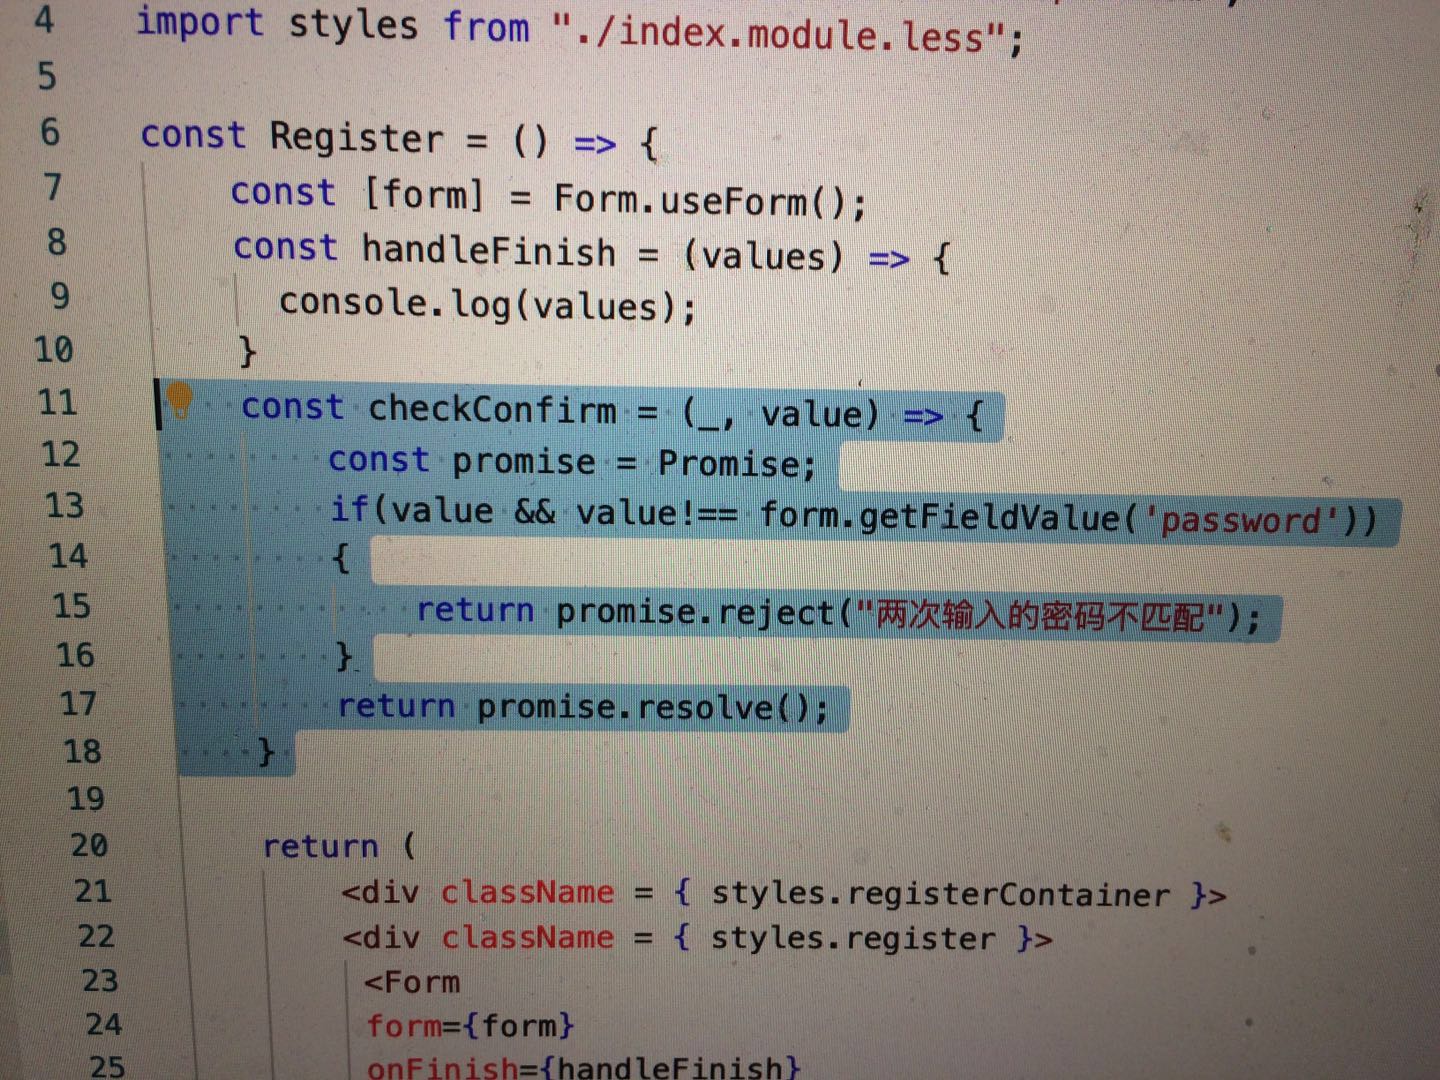 4 import styles from "./index.module.less";
5
6 const Register = () => {
7 const [form] = Form.useForm();
8 const handleFinish = (values) => {
9 console.log(values);
10 }
11 const checkConfirm = (_, value) => {
12 const promise = Promise;
13 if(value && value!== form.getFieldValue('password'))
14 {
15 return promise.reject("两次输入的密码不匹配");
16 }
17 return promise.resolve();
18 }
19
20 return (
21 <div className = { styles.registerContainer }>
22 <div className = { styles.register }>
23 <Form
24 form={form}
25 onFinish={handleFinish}